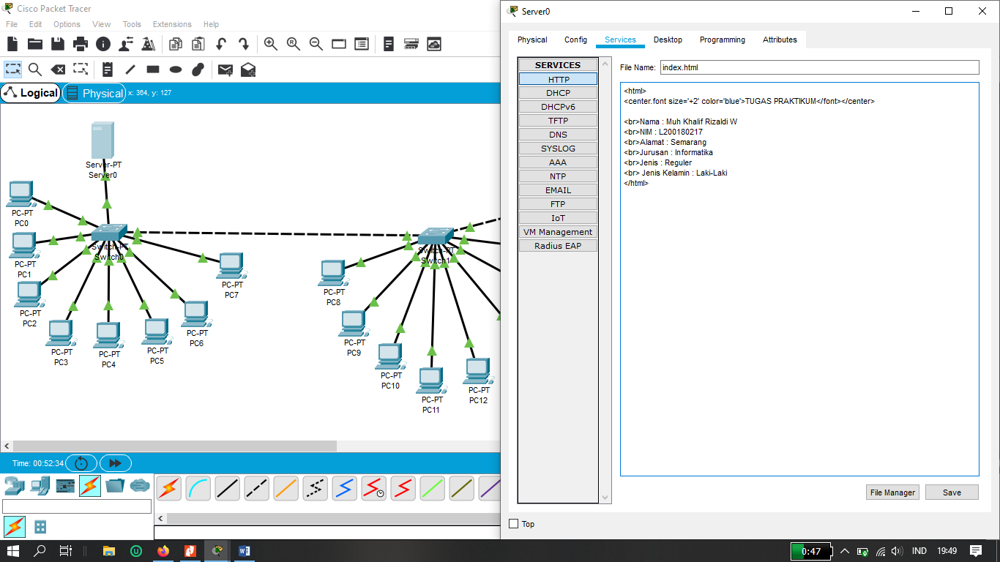 Cisco Packet Tracer
File Edit Options View Tools Extensions Help
Logical
Physical x: 364, y: 127
Server-PT
Server0
PC-PT
PC0
PC-PT
PC1
PC-PT
PC2
PC-PT
PC3
PC-PT
PC4
PC-PT
PC5
PC-PT
PC6
PC-PT
PC7
Switch-PT
Switch0
Switch-PT
Switch1
PC-PT
PC8
PC-PT
PC9
PC-PT
PC10
PC-PT
PC11
PC-PT
PC12
Time: 00:52:34
Server0
Physical Config Services Desktop Programming Attributes
SERVICES
HTTP
DHCP
DHCPv6
TFTP
DNS
SYSLOG
AAA
NTP
EMAIL
FTP
IoT
VM Management
Radius EAP
File Name: index.html
<html>
<center.font size='+2' color='blue'>TUGAS PRAKTIKUM</font></center>
<br>Nama : Muh Khalif Rizaldi W
<br>NIM : L200180217
<br>Alamat : Semarang
<br>Jurusan : Informatika
<br>Jenis : Reguler
<br> Jenis Kelamin : Laki-Laki
</html>
File Manager Save
Top
0:47 IND 19:49